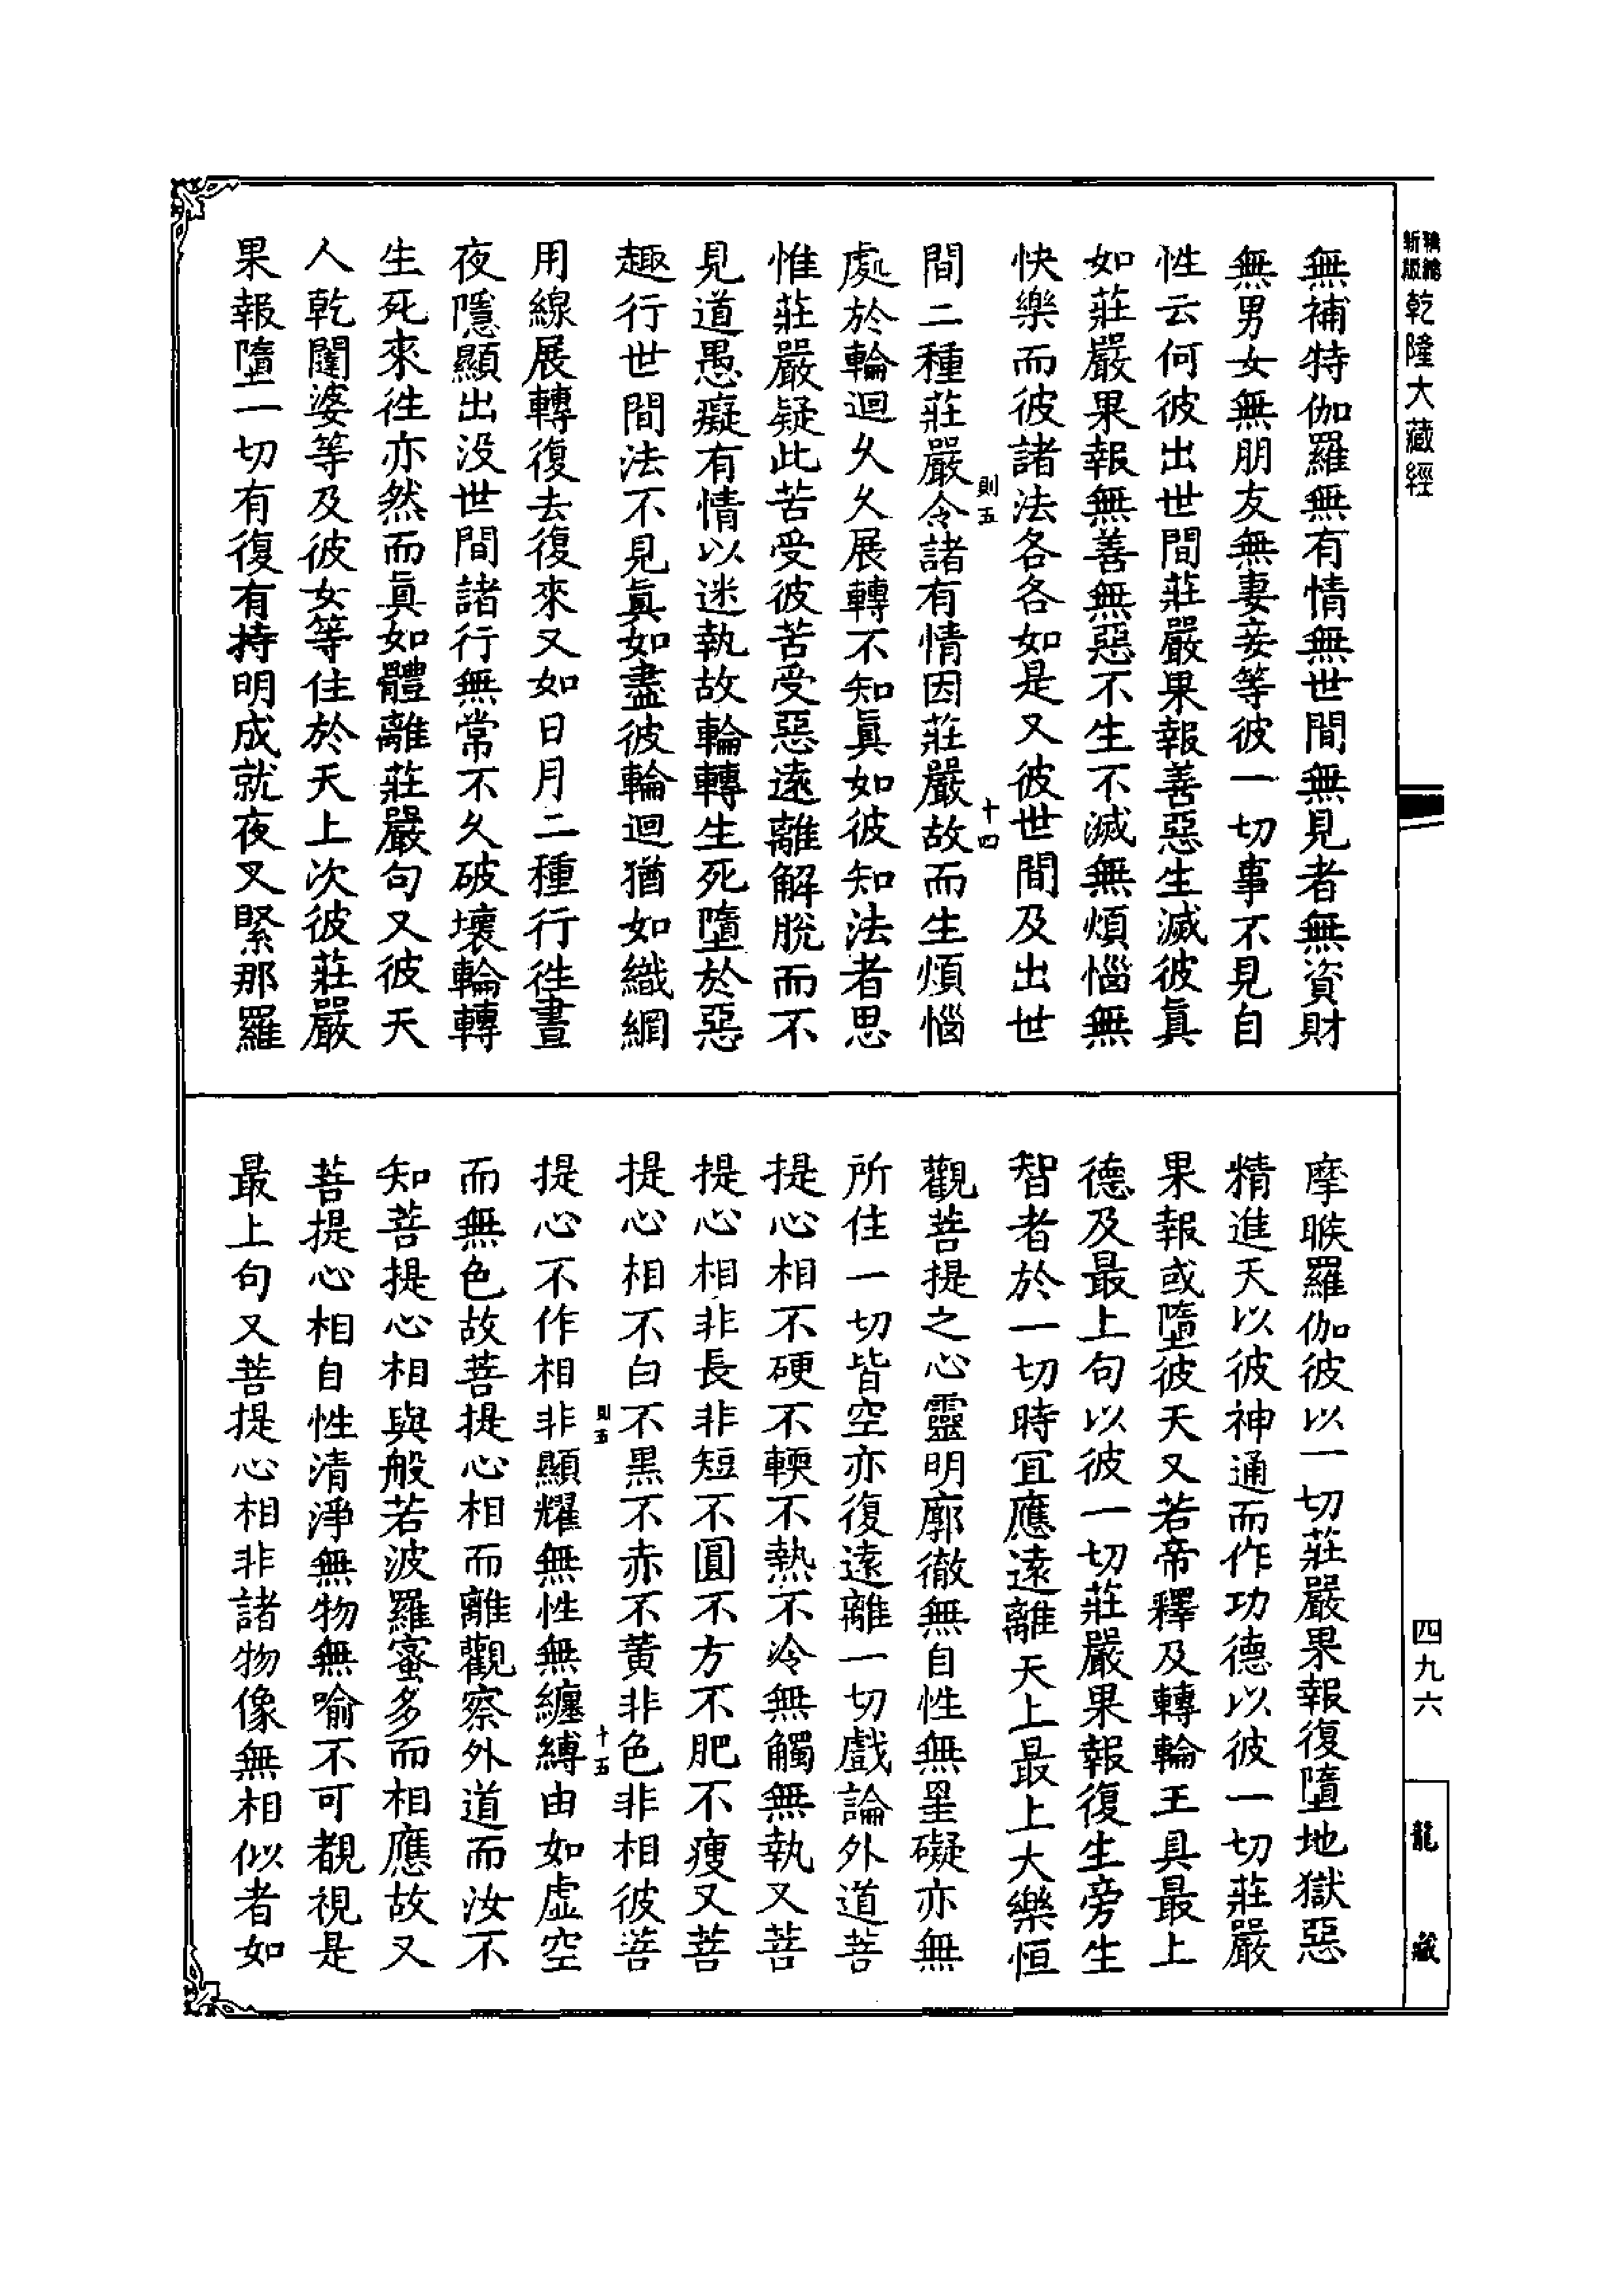 乾隆大藏經
無補特伽羅無有情無世間無見者無資財
無男女無朋友無妻妾等彼一切事不見自
性云何彼出世間莊嚴果報善惡生滅彼眞
如莊嚴果報無善無惡不生不滅無煩惱無
快樂而彼諸法各各如是又彼世間及出世
則五
十四
間二種莊嚴令諸有情因莊嚴故而生煩惱
處於輪迴久久展轉不知眞如彼知法者思
惟莊嚴疑此苦受彼苦受惡遠離解脫而不
見道愚癡有情以迷執故輪轉生死墮於惡
趣行世間法不見眞如盡彼輪迴猶如織網
用線展轉復去復來又如日月二種行徃晝
夜隱顯出没世間諸行無常不久破壞輪轉
生死來徃亦然而眞如體離莊嚴句又彼天
人乾闥婆等及彼女等住於天上次彼莊嚴
果報墮一切有復有持明成就夜叉緊那羅
摩睺羅伽彼以一切莊嚴果報復墮地獄惡
精進天以彼神通而作功德以彼一切莊嚴
果報或墮彼天又若帝釋及轉輪王具最上
德及最上句以彼一切莊嚴果報復生旁生
智者於一切時宜應遠離天上最上大樂恒
觀菩提之心靈明廓徹無自性無罣礙亦無
所住一切皆空亦復遠離一切戲論外道菩
提心相不硬不輭不熱不冷無觸無執又菩
提心相非長非短不圓不方不肥不瘦又菩
提心相不白不黑不赤不黃非色非相彼菩
則五
十五
提心不作相非顯耀無性無纏縛由如虛空
而無色故菩提心相而離觀察外道而汝不
知菩提心相與般若波羅蜜多而相應故又
菩提心相自性清淨無物無喻不可覩視是
最上句又菩提心相非諸物像無相似者如
四九六
龍藏